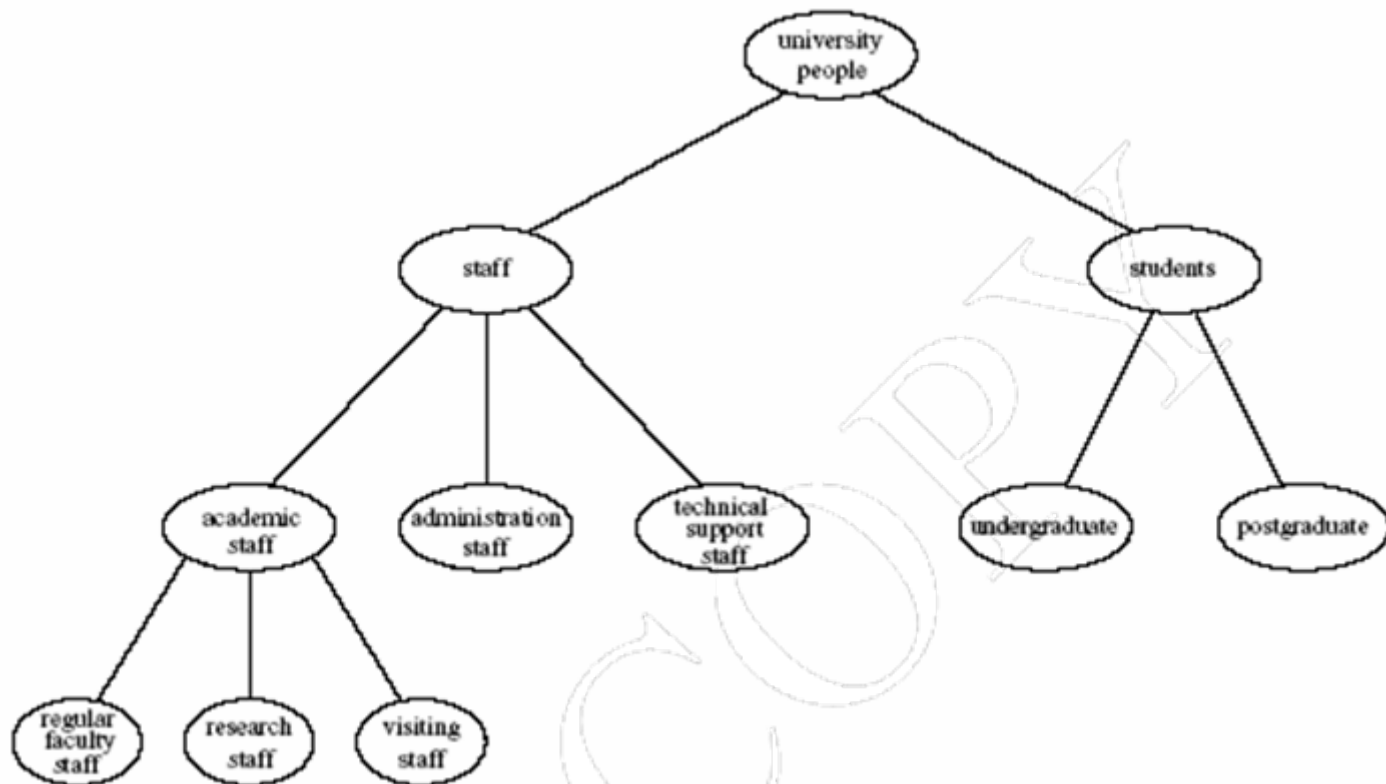 university
people
staff
students
academic
staff
administration
staff
technical
support
staff
undergraduate
postgraduate
regular
faculty
staff
research
staff
visiting
staff
COPY